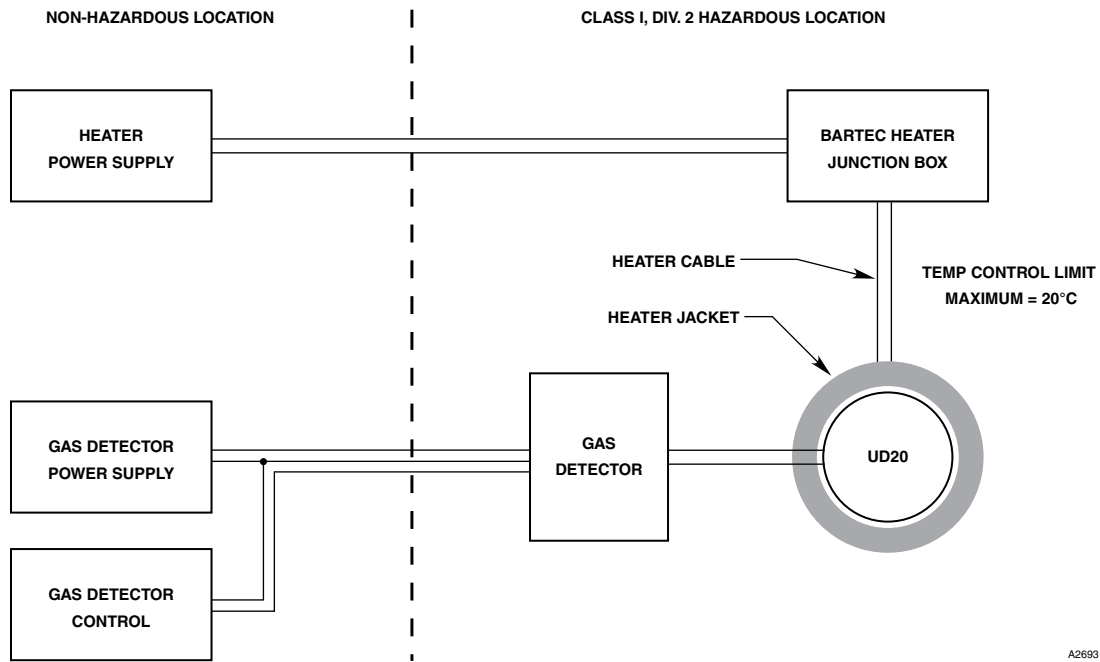 NON-HAZARDOUS LOCATION
CLASS I, DIV. 2 HAZARDOUS LOCATION
HEATER
POWER SUPPLY
BARTEC HEATER
JUNCTION BOX
HEATER CABLE
TEMP CONTROL LIMIT
MAXIMUM = 20°C
HEATER JACKET
GAS DETECTOR
POWER SUPPLY
GAS
DETECTOR
UD20
GAS DETECTOR
CONTROL
A2693